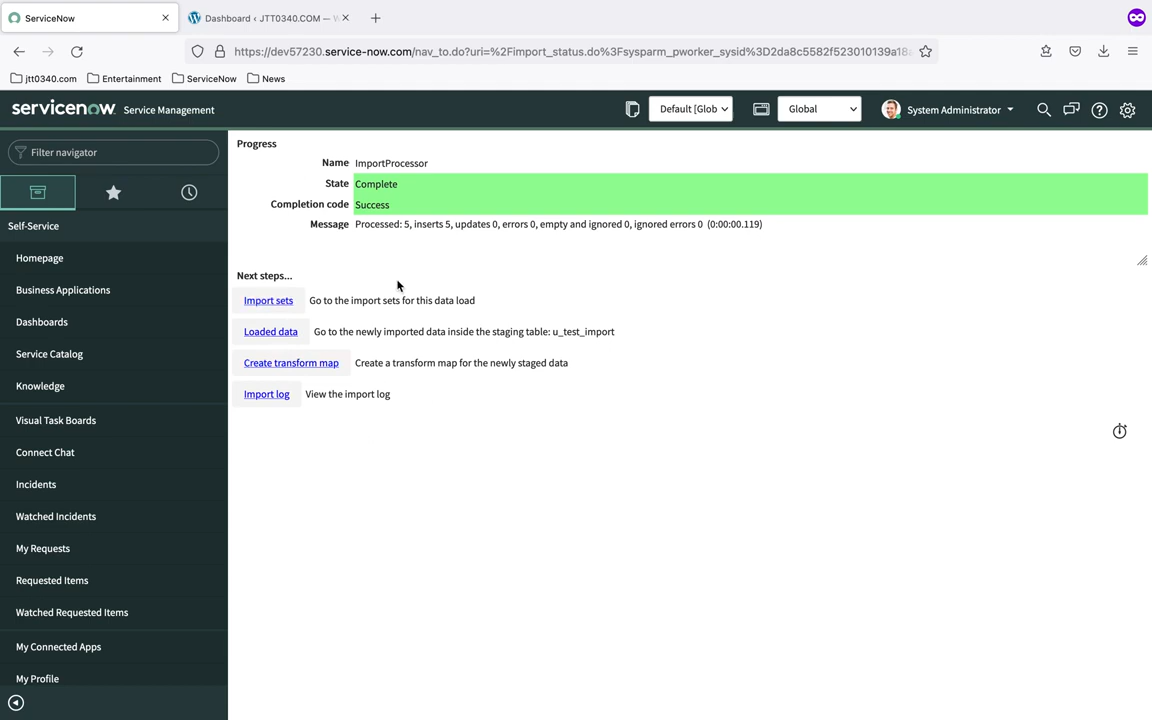 ServiceNow
Dashboard ‹ JTT0340.COM —
https://dev57230.service-now.com/nav_to.do?uri=%2Fimport_status.do%3Fsysparm_pworker_sysid%3D2da8c5582f523010139a18
jtt0340.com
Entertainment
ServiceNow
News
servicenow Service Management
Default [Glob
Global
System Administrator
Filter navigator
Self-Service
Homepage
Business Applications
Dashboards
Service Catalog
Knowledge
Visual Task Boards
Connect Chat
Incidents
Watched Incidents
My Requests
Requested Items
Watched Requested Items
My Connected Apps
My Profile
Progress
Name ImportProcessor
State Complete
Completion code Success
Message Processed: 5, inserts 5, updates 0, errors 0, empty and ignored 0, ignored errors 0 (0:00:00.119)
Next steps...
Import sets Go to the import sets for this data load
Loaded data Go to the newly imported data inside the staging table: u_test_import
Create transform map Create a transform map for the newly staged data
Import log View the import log